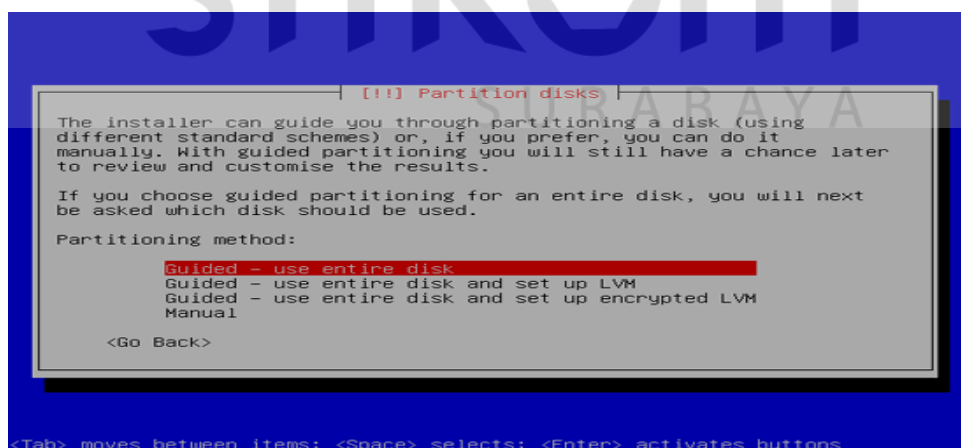 SURABAYA
[!!] Partition disks
The installer can guide you through partitioning a disk (using
different standard schemes) or, if you prefer, you can do it
manually. With guided partitioning you will still have a chance later
to review and customise the results.
If you choose guided partitioning for an entire disk, you will next
be asked which disk should be used.
Partitioning method:
Guided - use entire disk
Guided - use entire disk and set up LVM
Guided - use entire disk and set up encrypted LVM
Manual
<Go Back>
<Tab> moves between items; <Space> selects; <Enter> activates buttons